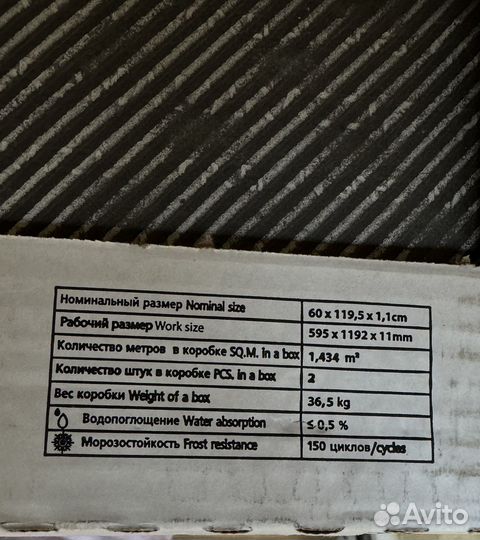 Номинальный размер Nominal size 60 x 119,5 x 1,1cm
Рабочий размер Work size 595 x 1192 x 11mm
Количество метров в коробке SQ.M. in a box 1,434 m²
Количество штук в коробке PCS. in a box 2
Вес коробки Weight of a box 36,5 kg
Водопоглощение Water absorption ≤ 0,5 %
Морозостойкость Frost resistance 150 циклов/cycles
Avito